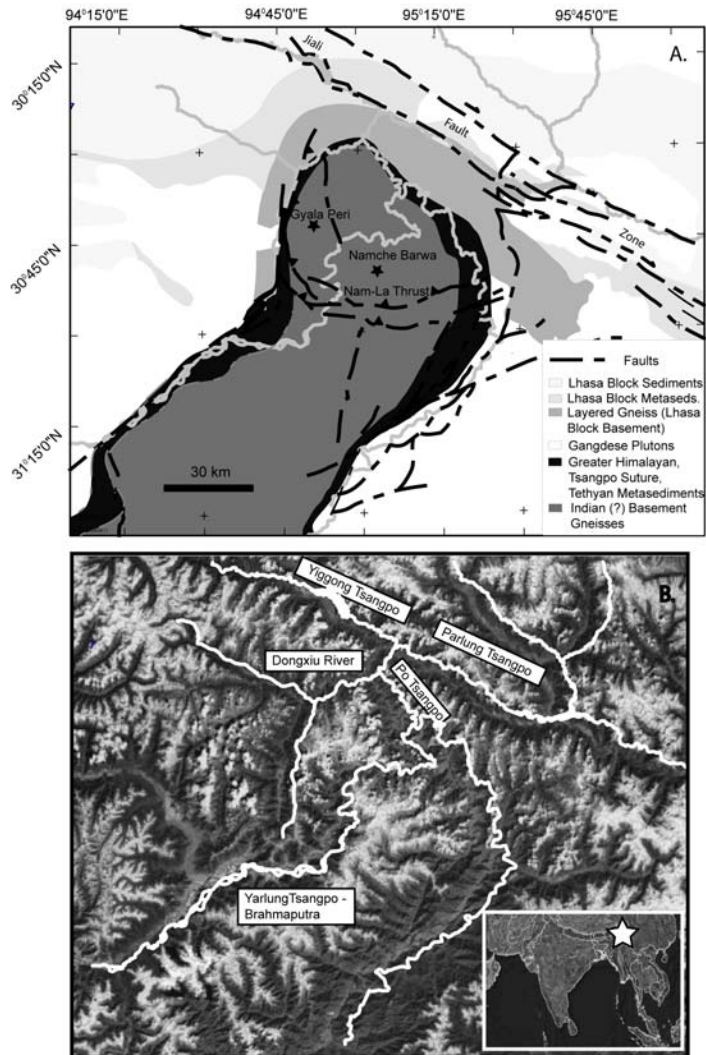 94°15'0"E
94°45'0"E
95°15'0"E
95°45'0"E
A.
30°15'0"N
30°45'0"N
31°15'0"N
Jiali
Fault
Zone
Gyala Peri
Namche Barwa
Nam-La Thrust
30 km
Faults
Lhasa Block Sediments
Lhasa Block Metaseds.
Layered Gneiss (Lhasa
Block Basement)
Gangdese Plutons
Greater Himalayan,
Tsangpo Suture,
Tethyan Metasediments
Indian (?) Basement
Gneisses
B.
Yiggong Tsangpo
Parlung Tsangpo
Dongxiu River
Po Tsangpo
YarlungTsangpo -
Brahmaputra